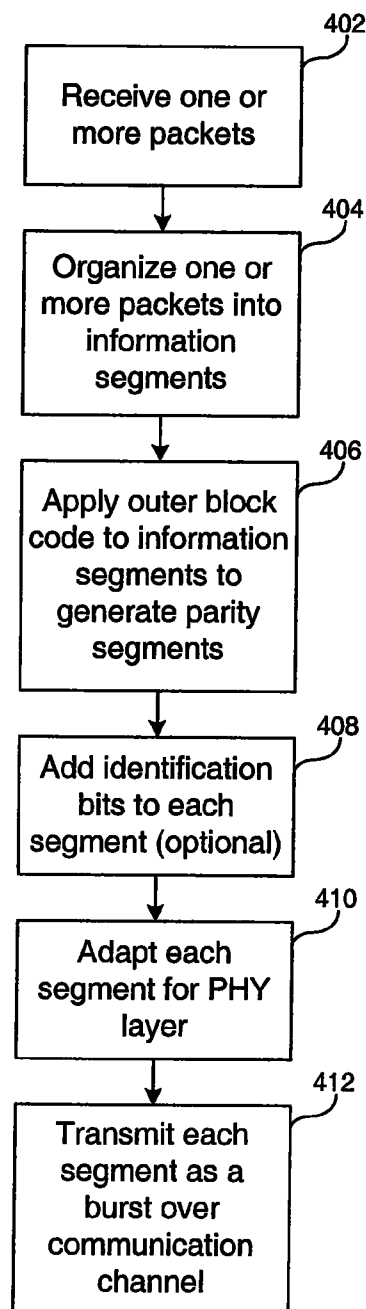 402
Receive one or
more packets
404
Organize one or
more packets into
information
segments
406
Apply outer block
code to information
segments to
generate parity
segments
408
Add identification
bits to each
segment (optional)
410
Adapt each
segment for PHY
layer
412
Transmit each
segment as a
burst over
communication
channel